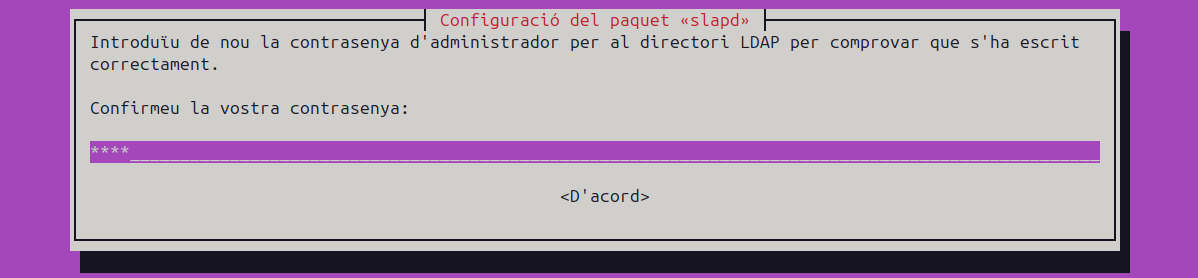 Configuració del paquet «slapd»
Introduïu de nou la contrasenya d'administrador per al directori LDAP per comprovar que s'ha escrit
correctament.
Confirmeu la vostra contrasenya:
****
<D'acord>